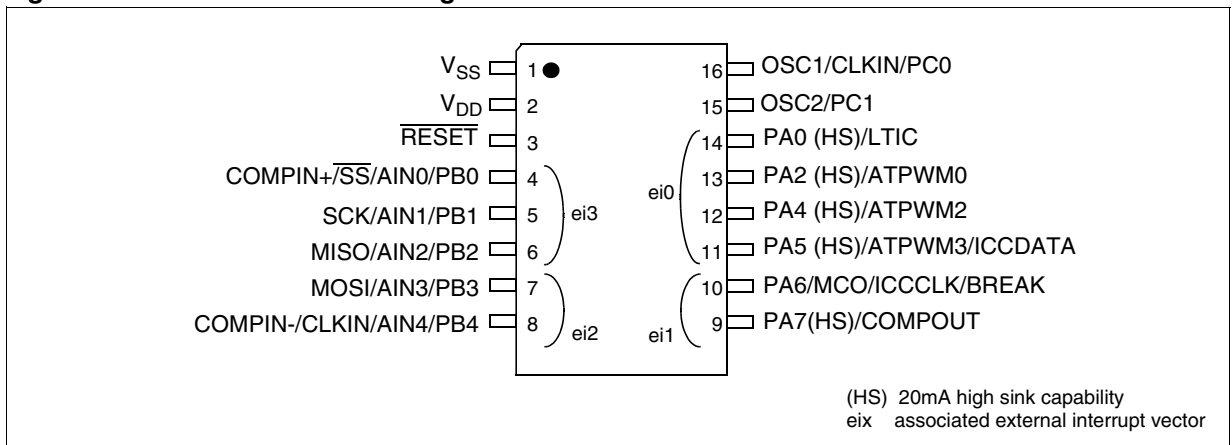 V_SS 1 16 OSC1/CLKIN/PC0
V_DD 2 15 OSC2/PC1
RESET 3 14 PA0 (HS)/LTIC
COMPIN+/SS/AIN0/PB0 4 13 PA2 (HS)/ATPWM0
ei3 ei0
SCK/AIN1/PB1 5 12 PA4 (HS)/ATPWM2
MISO/AIN2/PB2 6 11 PA5 (HS)/ATPWM3/ICCDATA
MOSI/AIN3/PB3 7 10 PA6/MCO/ICCCLK/BREAK
COMPIN-/CLKIN/AIN4/PB4 8 9 PA7(HS)/COMPOUT
ei2 ei1
(HS) 20mA high sink capability
eix associated external interrupt vector